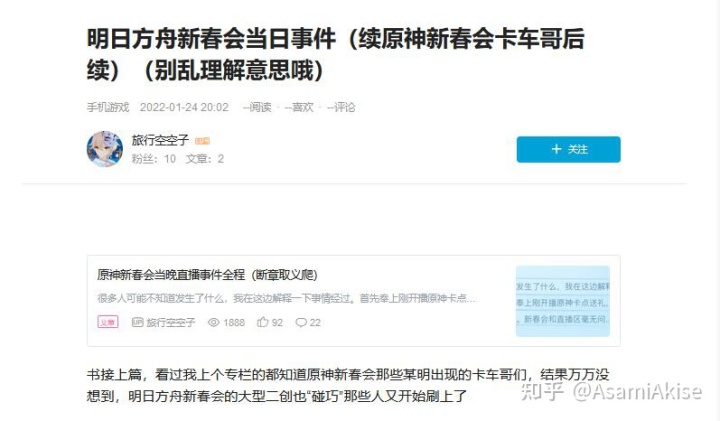 明日方舟新春会当日事件（续原神新春会卡车哥后
续）（别乱理解意思哦）
手机游戏 2022-01-24 20:02 --阅读 · --喜欢 · --评论
旅行空空子
粉丝：10 文章：2
+ 关注
原神新春会当晚直播事件全程（断章取义爬）
很多人可能不知道发生了什么，我在这边解释一下事情经过。首先奉上刚开播原神卡点...
文章 UP 旅行空空子 1888 92 22
发生了什么，我在这边解释
奉上刚开播原神卡点送礼，
。新春会和直播区毫无问
书接上篇，看过我上个专栏的都知道原神新春会那些某明出现的卡车哥们，结果万万没
想到，明日方舟新春会的大型二创也“碰巧”那些人又开始刷上了
知乎 @AsamiAkise